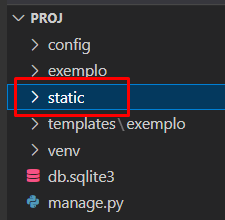 PROJ
config
exemplo
static
templates\exemplo
venv
db.sqlite3
manage.py